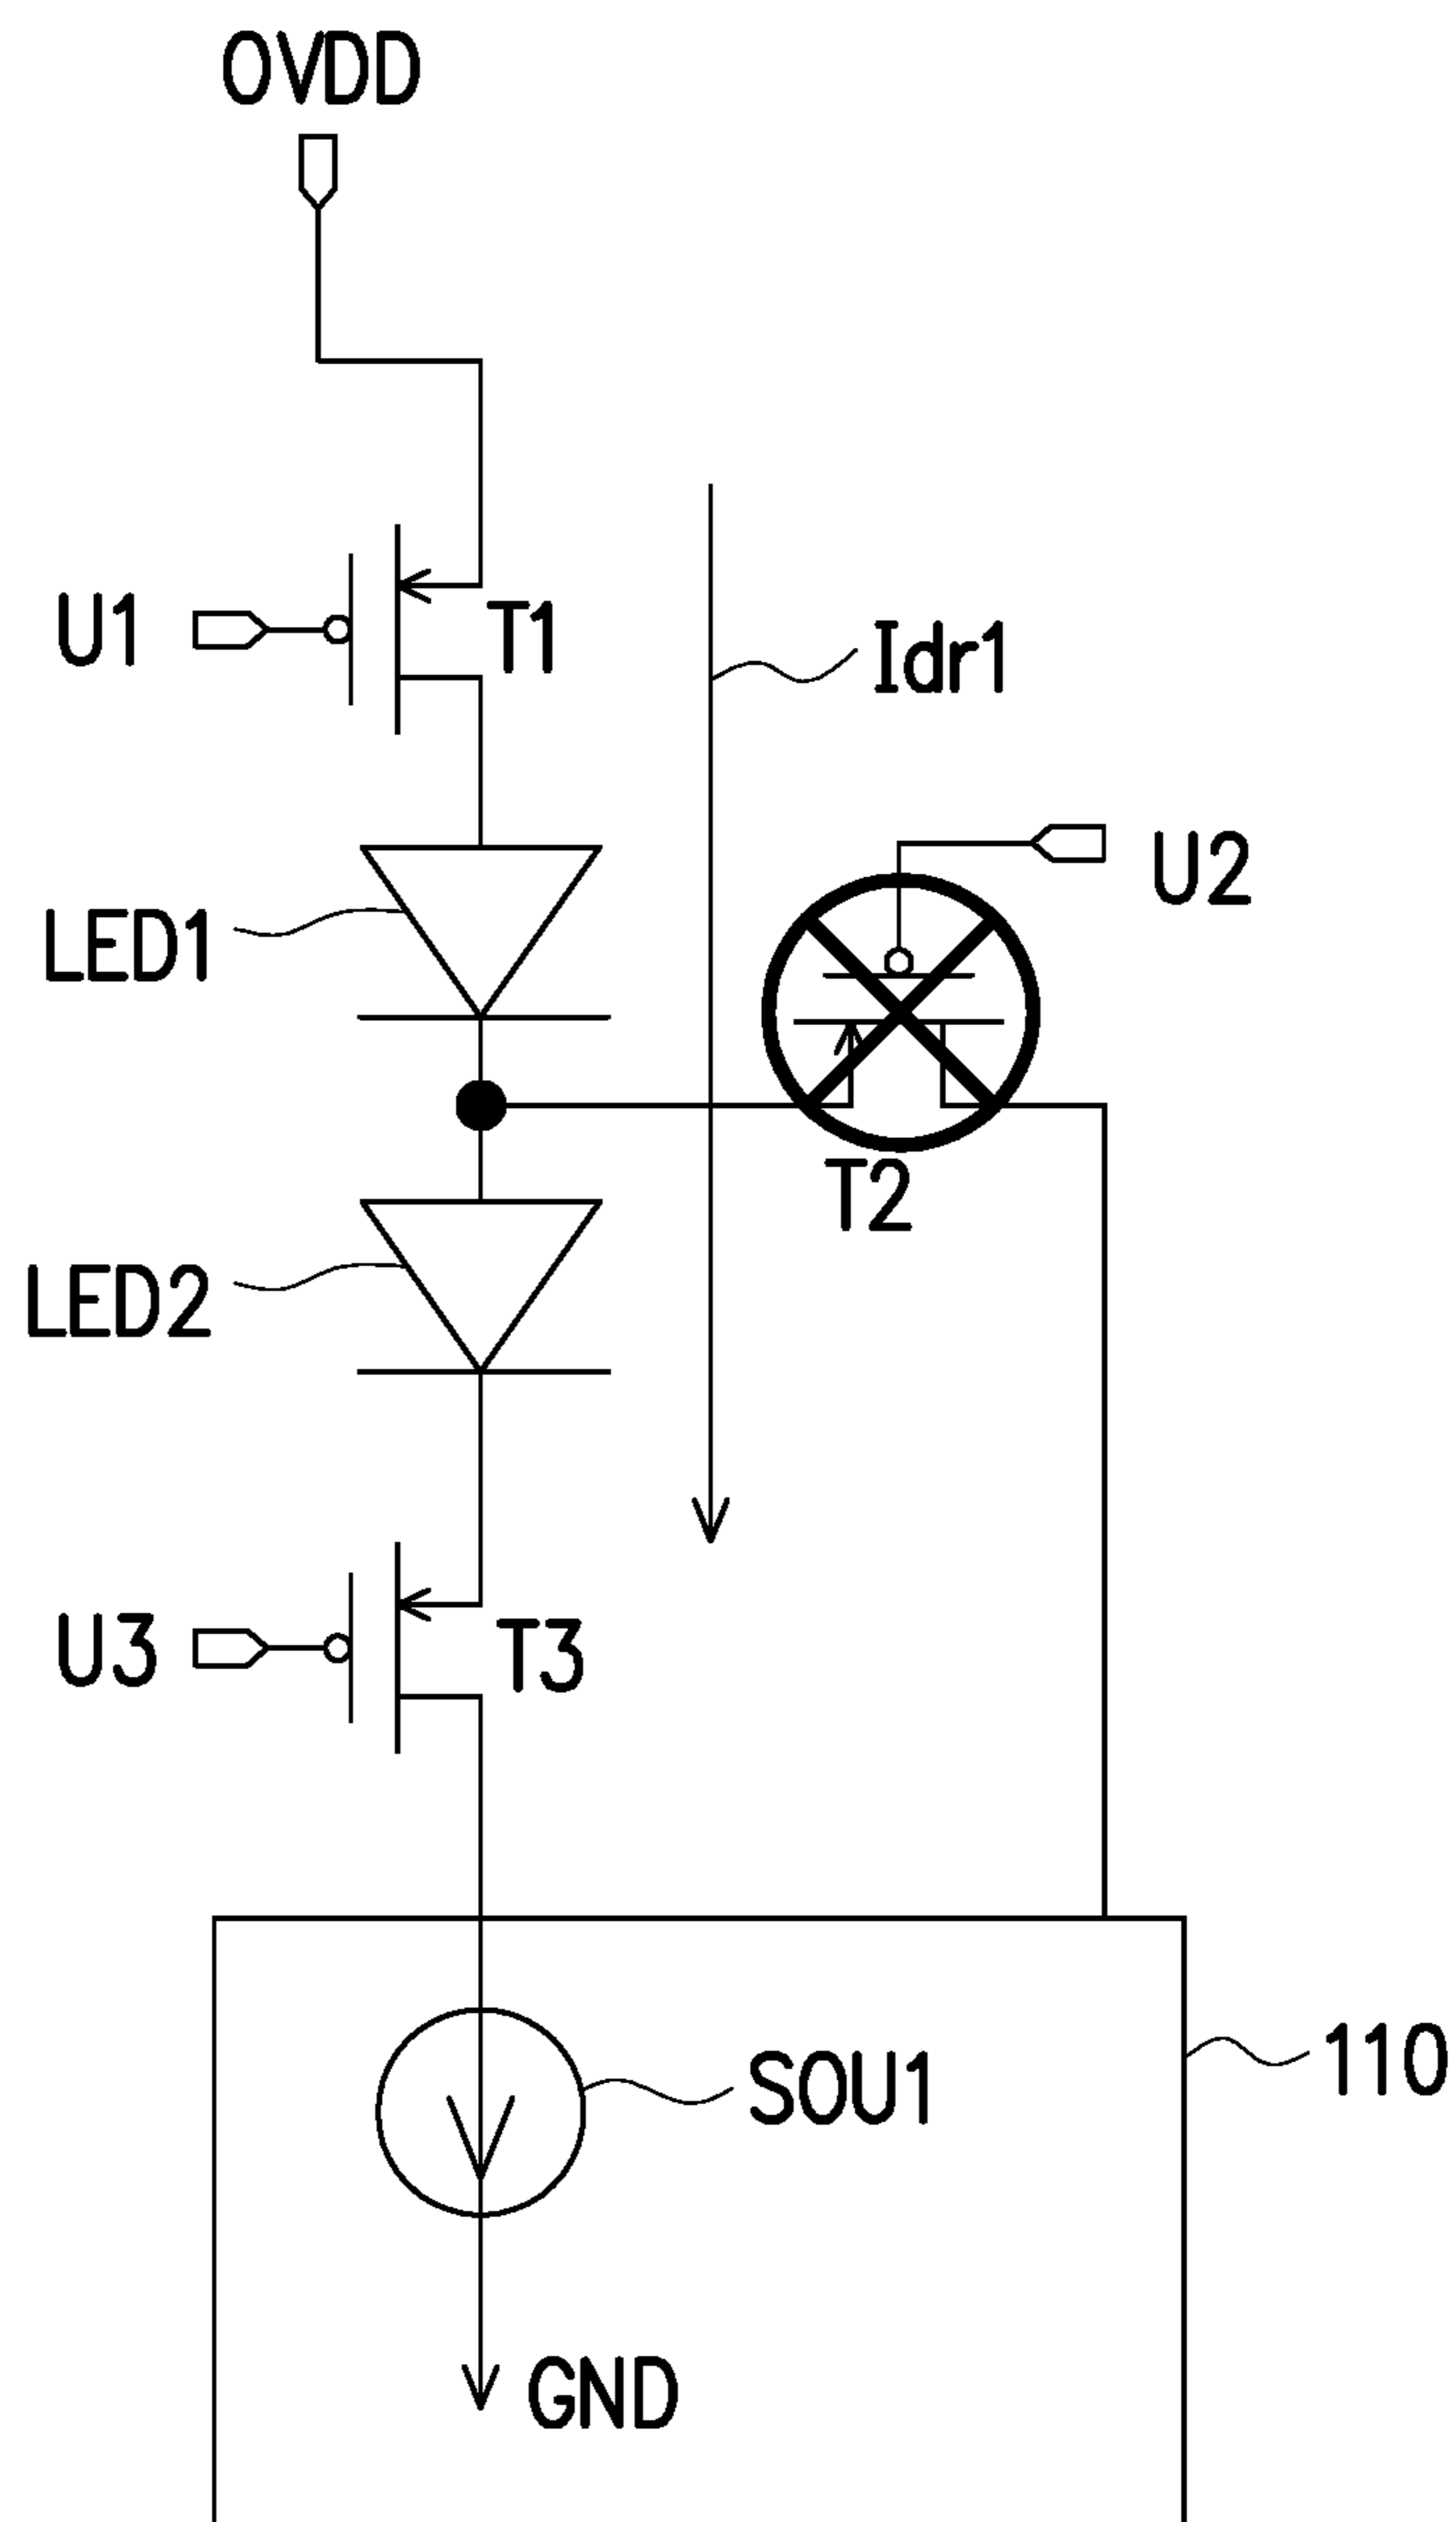 OVDD
U1
T1
Idr1
U2
LED1
T2
LED2
U3
T3
SOU1
110
GND